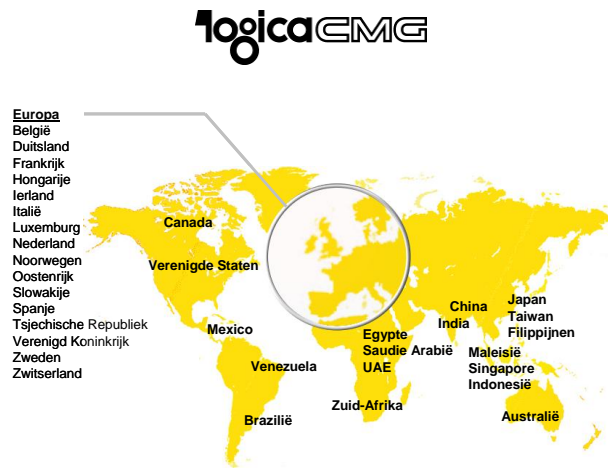 logicaCMG
Europa
België
Duitsland
Frankrijk
Hongarije
Ierland
Italië
Luxemburg
Nederland
Noorwegen
Oostenrijk
Slowakije
Spanje
Tsjechische Republiek
Verenigd Koninkrijk
Zweden
Zwitserland
Canada
Verenigde Staten
Mexico
Venezuela
Brazilië
Egypte
Saudie Arabië
UAE
Zuid-Afrika
China
India
Japan
Taiwan
Filippijnen
Maleisië
Singapore
Indonesië
Australië